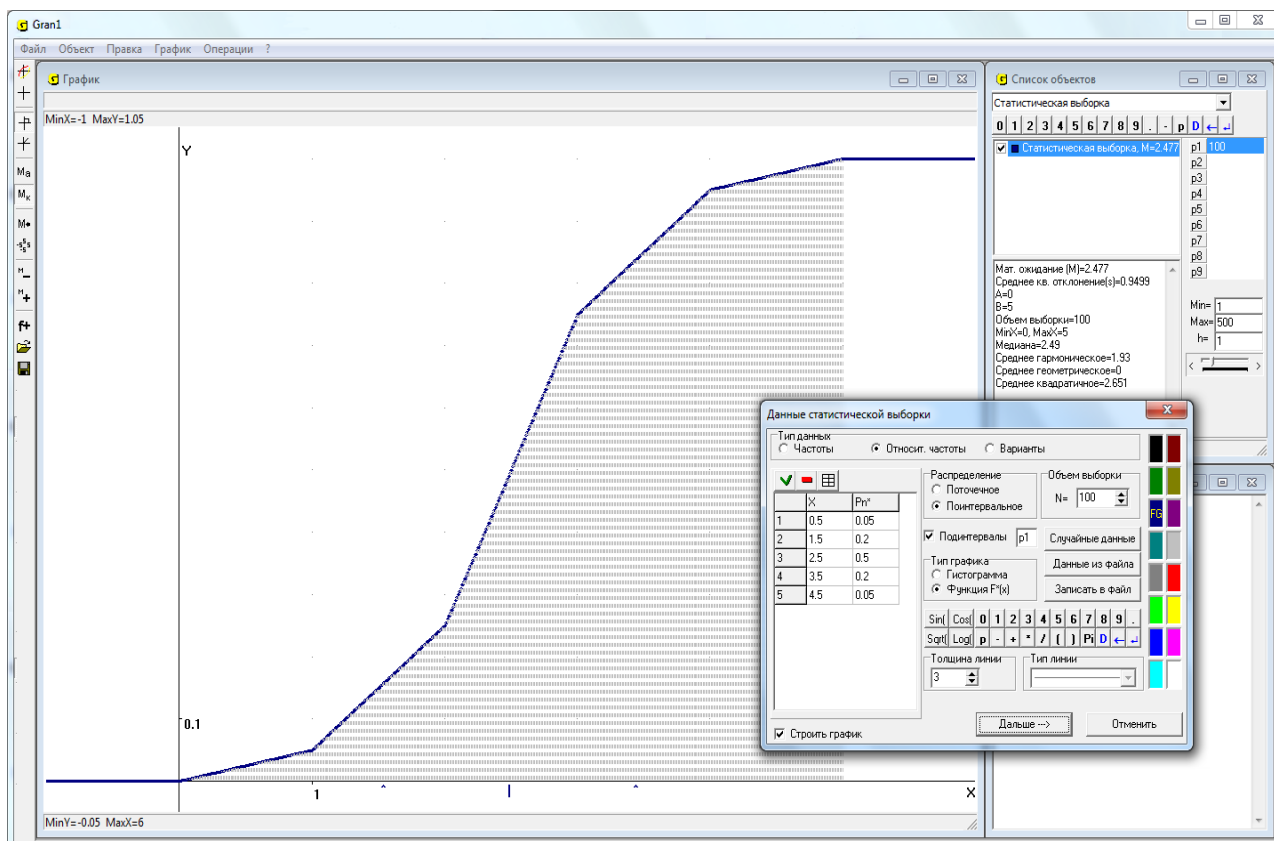 Gran1
Файл Объект Правка График Операции ?
График
MinX=-1 MaxY=1.05
Y
0.1
1
X
MinY=-0.05 MaxX=6
Ma
Mк
M
-s s s s
м
м
f+
Список объектов
Статистическая выборка
0 1 2 3 4 5 6 7 8 9 . - p D
Статистическая выборка, M=2.477
p1 100
p2
p3
p4
p5
p6
p7
p8
p9
Мат. ожидание (M)=2.477
Среднее кв. отклонение(s)=0.9499
A=0
B=5
Объем выборки=100
MinX=0, MaxX=5
Медиана=2.49
Среднее гармоническое=1.93
Среднее геометрическое=0
Среднее квадратичное=2.651
Min= 1
Max= 500
h= 1
Данные статистической выборки
Тип данных
Частоты Относит. частоты Варианты
X Pn*
1 0.5 0.05
2 1.5 0.2
3 2.5 0.5
4 3.5 0.2
5 4.5 0.05
Строить график
Распределение
Поточечное
Поинтервальное
Объем выборки
N= 100
Подинтервалы p1
Случайные данные
Данные из файла
Записать в файл
Тип графика
Гистограмма
Функция F*(x)
Sin( Cos( 0 1 2 3 4 5 6 7 8 9 .
Sqrt( Log( p - + * / ( ) Pi D
Толщина линии
3
Тип линии
Дальше --> Отменить
FG